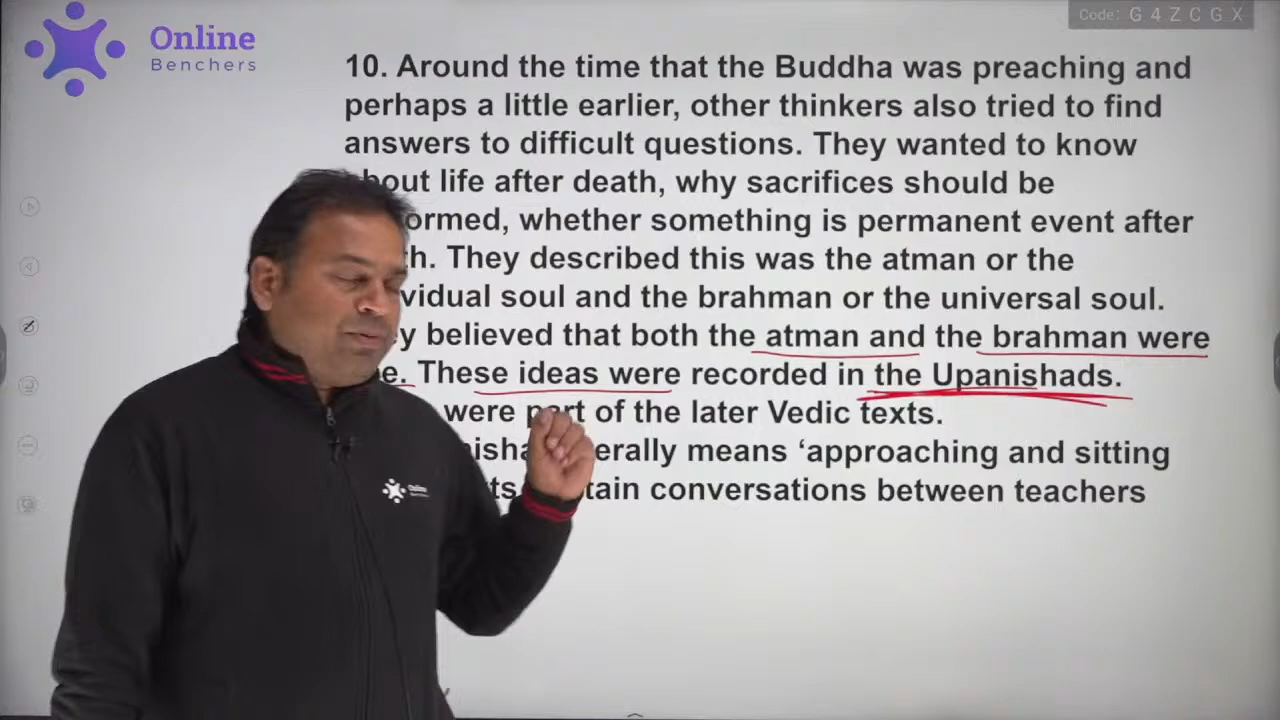 Online
Benchers
Code: G 4 Z C G X
10. Around the time that the Buddha was preaching and
perhaps a little earlier, other thinkers also tried to find
answers to difficult questions. They wanted to know
bout life after death, why sacrifices should be
ormed, whether something is permanent event after
h. They described this was the atman or the
vidual soul and the brahman or the universal soul.
y believed that both the atman and the brahman were
e. These ideas were recorded in the Upanishads.
were part of the later Vedic texts.
nisha erally means ‘approaching and sitting
ts tain conversations between teachers
Online